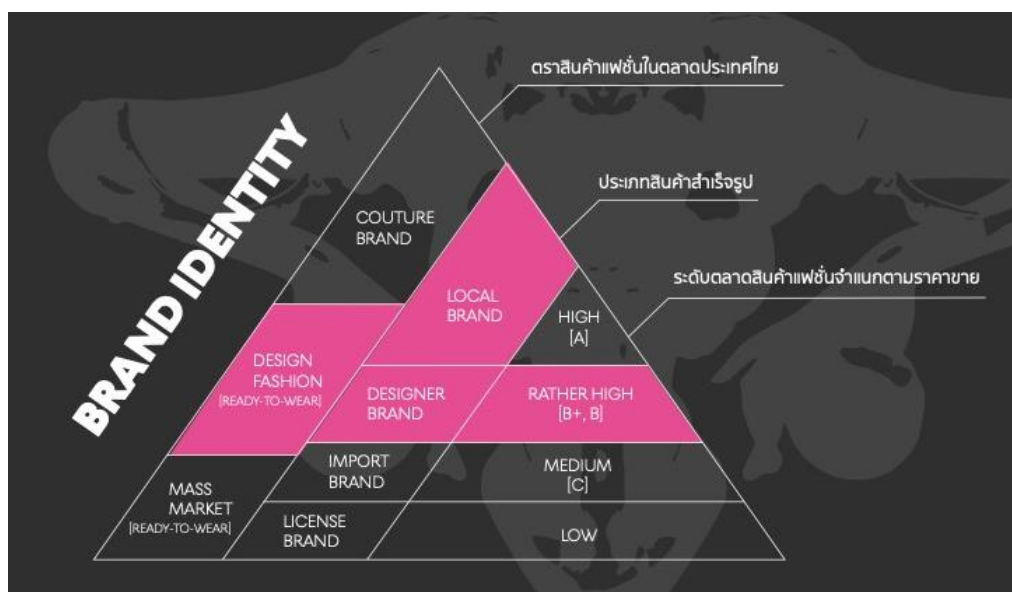 BRAND IDENTITY
ตราสินค้าแฟชั่นในตลาดประเทศไทย
ประเภทสินค้าสำเร็จรูป
ระดับตลาดสินค้าแฟชั่นจำแนกตามราคาขาย
COUTURE
BRAND
DESIGN
FASHION
[READY-TO-WEAR]
MASS
MARKET
[READY-TO-WEAR]
LOCAL
BRAND
DESIGNER
BRAND
IMPORT
BRAND
LICENSE
BRAND
HIGH
[A]
RATHER HIGH
[B+, B]
MEDIUM
[C]
LOW